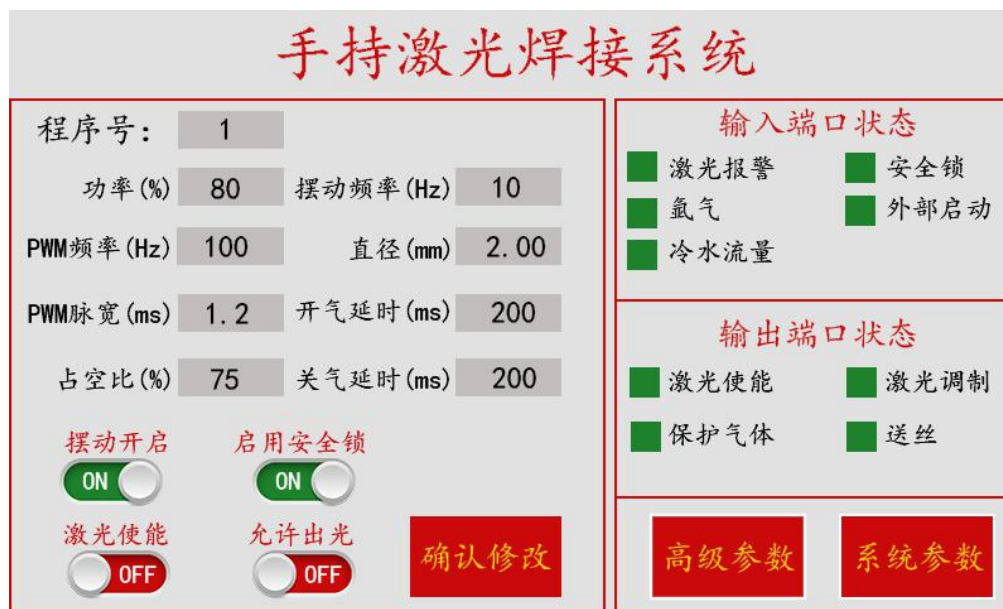 手持激光焊接系统
程序号: 1
功率(%) 80 摆动频率(Hz) 10
PWM频率(Hz) 100 直径(mm) 2.00
PWM脉宽(ms) 1.2 开气延时(ms) 200
占空比(%) 75 关气延时(ms) 200
摆动开启 启用安全锁
ON ON
激光使能 允许出光
OFF OFF
确认修改
输入端口状态
激光报警 安全锁
氩气 外部启动
冷水流量
输出端口状态
激光使能 激光调制
保护气体 送丝
高级参数 系统参数